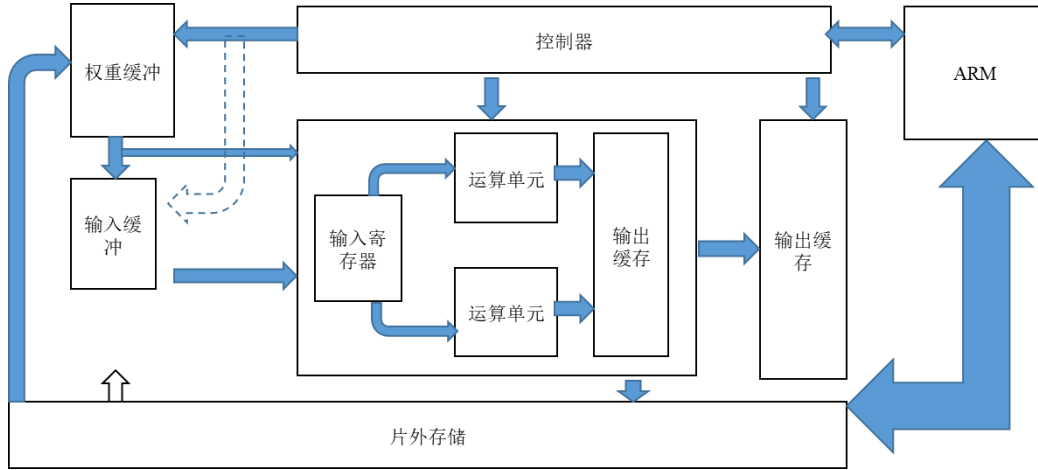 控制器
权重缓冲
ARM
运算单元
输入缓
冲
输入寄
存器
输出
缓存
输出缓
存
运算单元
片外存储